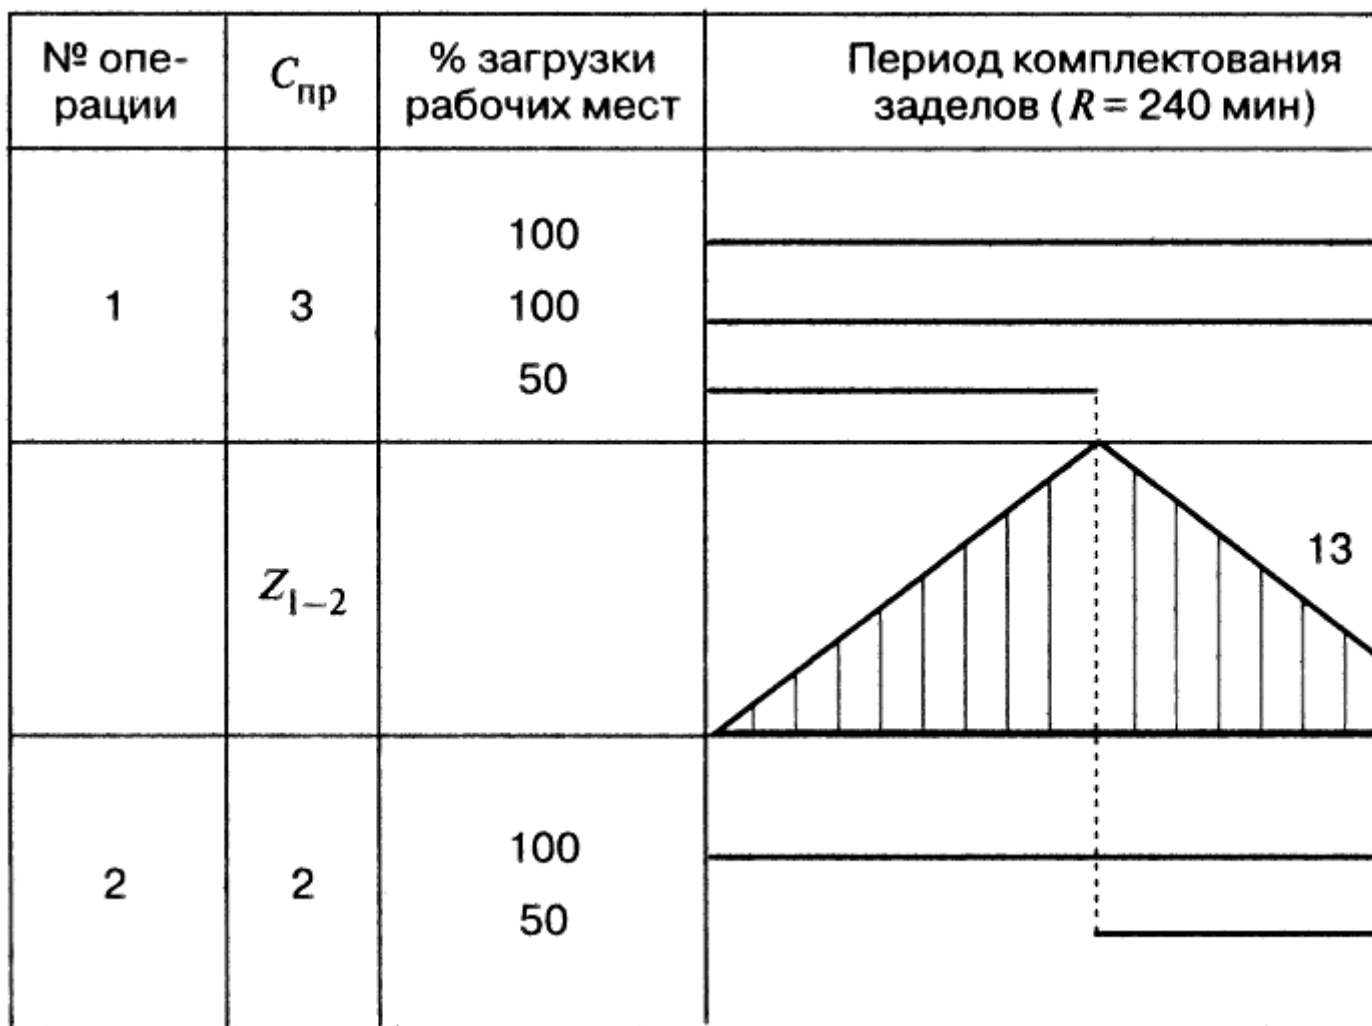 № опе-
рации
Cпр
% загрузки
рабочих мест
Период комплектования
заделов (R = 240 мин)
1
3
100
100
50
Z1–2
13
2
2
100
50